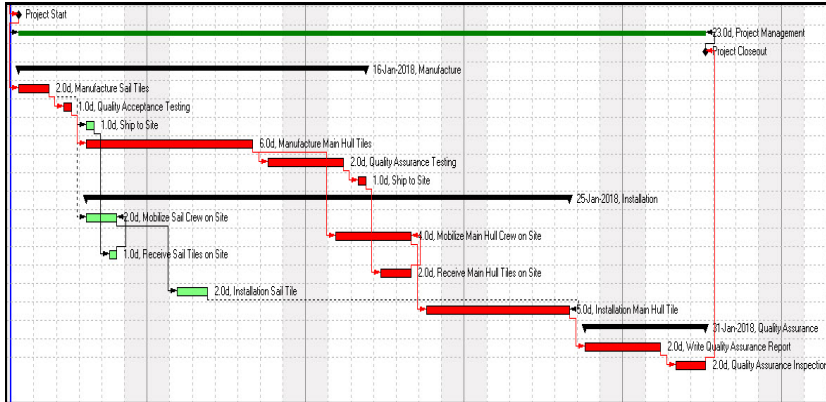 Project Start
23.0d, Project Management
Project Closeout
16-Jan-2018, Manufacture
2.0d, Manufacture Sail Tiles
1.0d, Quality Acceptance Testing
1.0d, Ship to Site
6.0d, Manufacture Main Hull Tiles
2.0d, Quality Assurance Testing
1.0d, Ship to Site
25-Jan-2018, Installation
2.0d, Mobilize Sail Crew on Site
4.0d, Mobilize Main Hull Crew on Site
1.0d, Receive Sail Tiles on Site
2.0d, Receive Main Hull Tiles on Site
2.0d, Installation Sail Tile
5.0d, Installation Main Hull Tile
31-Jan-2018, Quality Assurance
2.0d, Write Quality Assurance Report
2.0d, Quality Assurance Inspection